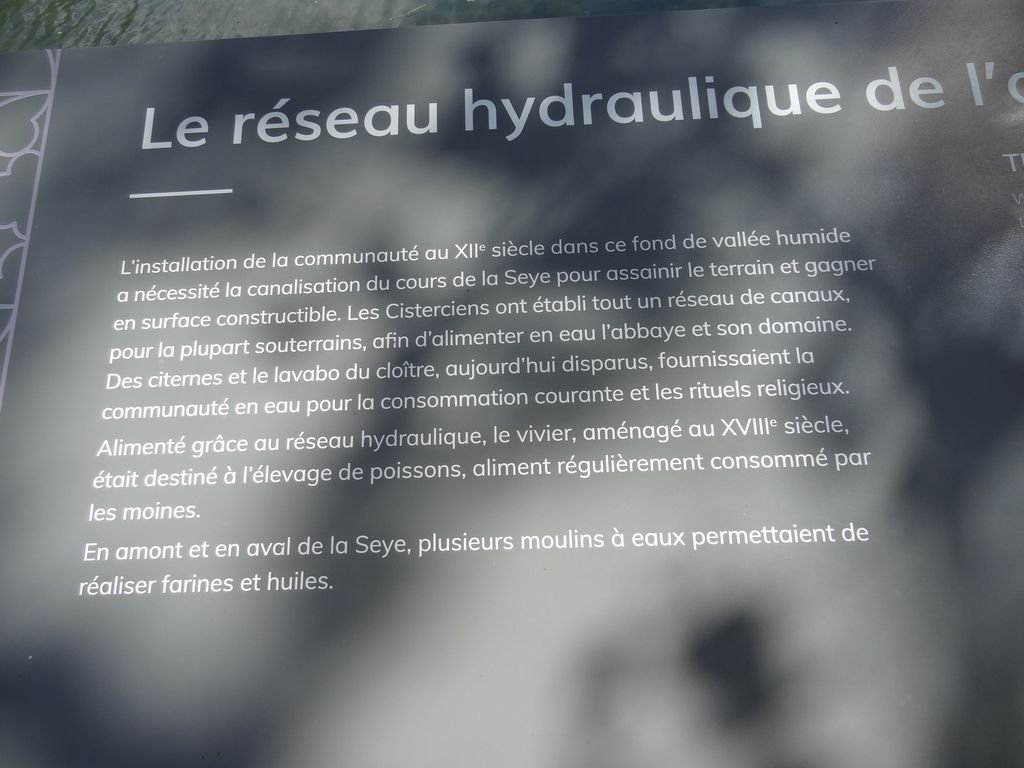 Le réseau hydraulique de l'
L'installation de la communauté au XIIe siècle dans ce fond de vallée humide
a nécessité la canalisation du cours de la Seye pour assainir le terrain et gagner
en surface constructible. Les Cisterciens ont établi tout un réseau de canaux,
pour la plupart souterrains, afin d'alimenter en eau l'abbaye et son domaine.
Des citernes et le lavabo du cloître, aujourd'hui disparus, fournissaient la
communauté en eau pour la consommation courante et les rituels religieux.
Alimenté grâce au réseau hydraulique, le vivier, aménagé au XVIIIe siècle,
était destiné à l'élevage de poissons, aliment régulièrement consommé par
les moines.
En amont et en aval de la Seye, plusieurs moulins à eaux permettaient de
réaliser farines et huiles.